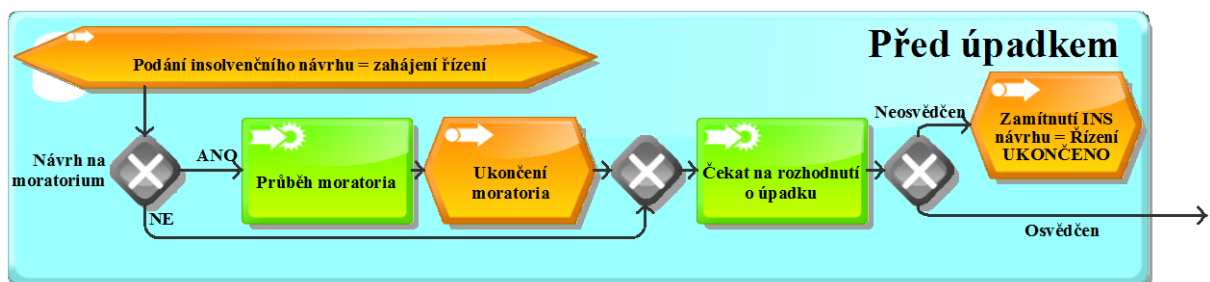 Před úpadkem
Podání insolvenčního návrhu = zahájení řízení
Návrh na
moratorium
ANO
NE
Průběh moratoria
Ukončení
moratoria
Čekat na rozhodnutí
o úpadku
Neosvědčen
Zamítnutí INS
návrhu = Řízení
UKONČENO
Osvědčen